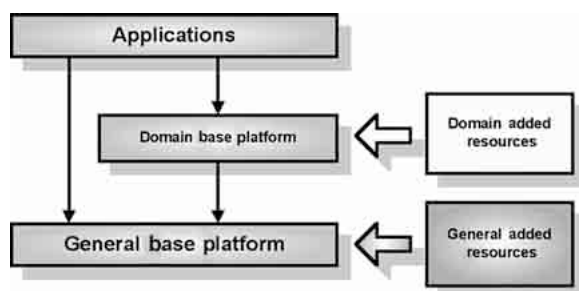 Applications
Domain base platform
Domain added
resources
General base platform
General added
resources